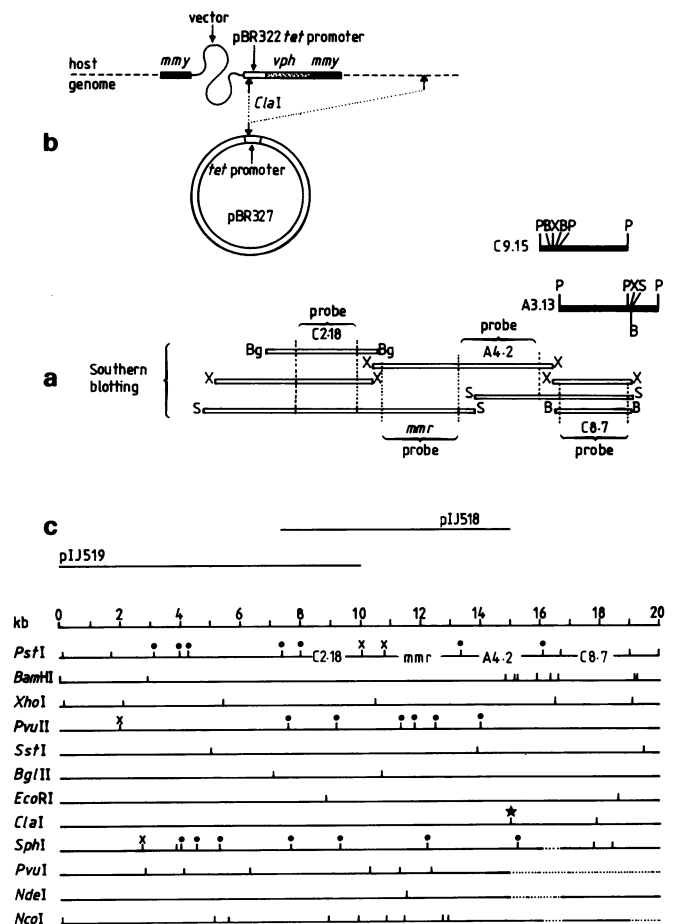 vector
pBR322 tet promoter
host genome
mmy
vph
mmy
ClaI
b
tet promoter
pBR327
PBXBP P
C9.15
P PXS P
A3.13
B
probe
C2·18
probe
A4·2
Bg Bg
X X
Southern blotting
a
X X X X
S S
S S B B
mmr
probe
C8·7
probe
c
pIJ518
pIJ519
kb 0 2 4 6 8 10 12 14 16 18 20
PstI x x C2·18 mmr A4·2 C8·7
BamHI
XhoI
PvuII x
SstI
BglII
EcoRI
ClaI ★
SphI x
PvuI
NdeI
NcoI